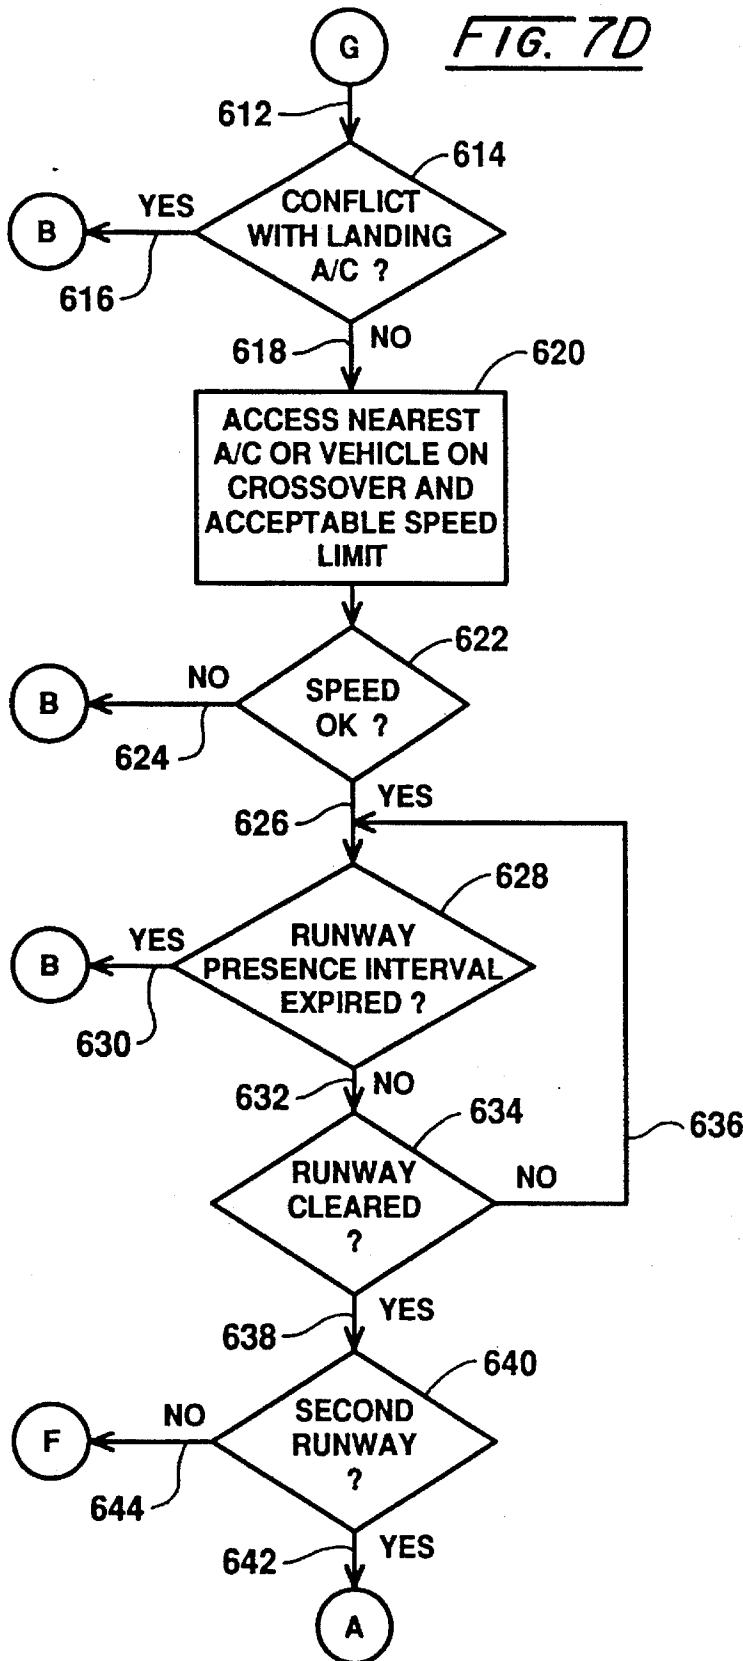 FIG. 7D
G
612
614
CONFLICT
WITH LANDING
A/C ?
YES
B
616
618
NO
620
ACCESS NEAREST
A/C OR VEHICLE ON
CROSSOVER AND
ACCEPTABLE SPEED
LIMIT
622
SPEED
OK ?
NO
B
624
626
YES
628
RUNWAY
PRESENCE INTERVAL
EXPIRED ?
YES
B
630
632
NO
634
RUNWAY
CLEARED
?
NO
636
638
YES
640
SECOND
RUNWAY
?
NO
F
644
642
YES
A